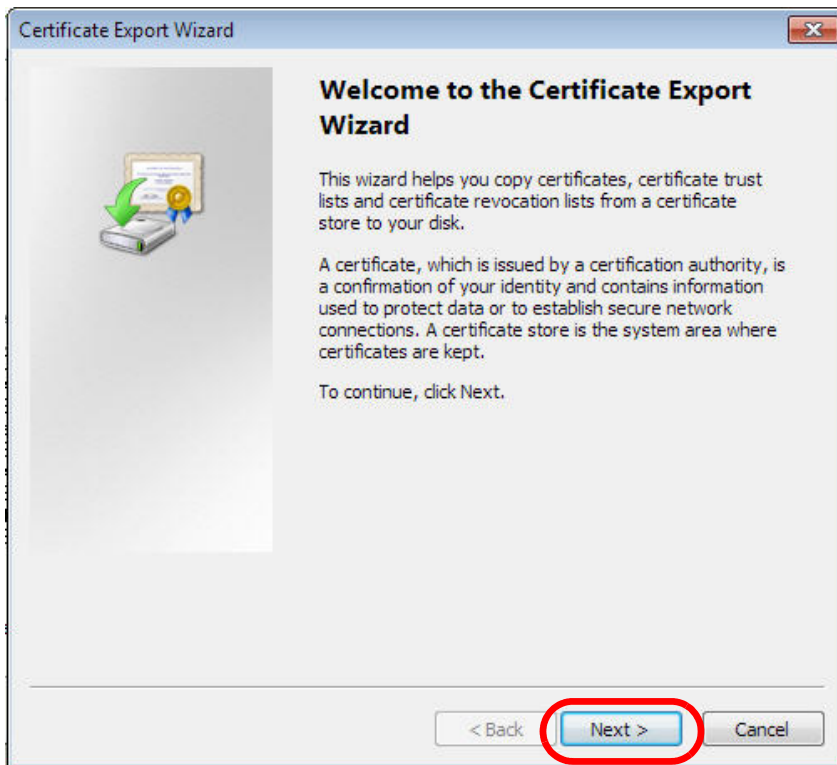 Certificate Export Wizard
Welcome to the Certificate Export
Wizard
This wizard helps you copy certificates, certificate trust
lists and certificate revocation lists from a certificate
store to your disk.
A certificate, which is issued by a certification authority, is
a confirmation of your identity and contains information
used to protect data or to establish secure network
connections. A certificate store is the system area where
certificates are kept.
To continue, click Next.
< Back
Next >
Cancel